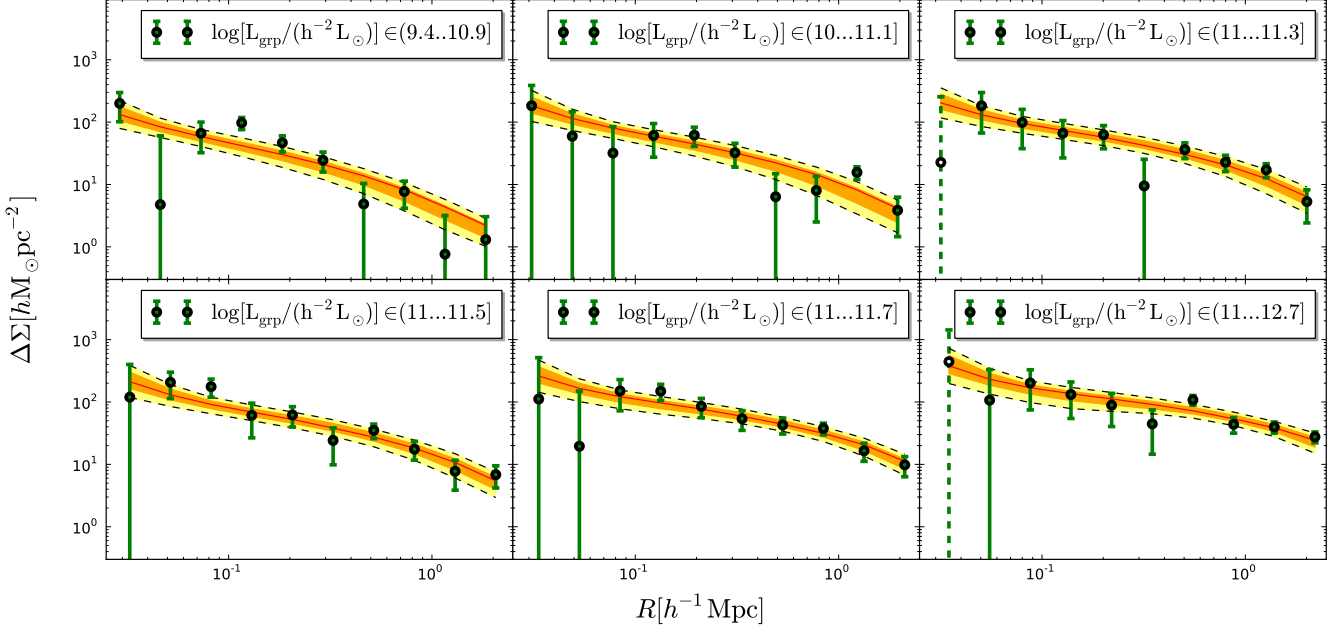 log[L_grp/(h^−2 L_⊙)] ∈(9.4..10.9]
log[L_grp/(h^−2 L_⊙)] ∈(10...11.1]
log[L_grp/(h^−2 L_⊙)] ∈(11...11.3]
10^3
10^2
10^1
10^0
log[L_grp/(h^−2 L_⊙)] ∈(11...11.5]
log[L_grp/(h^−2 L_⊙)] ∈(11...11.7]
log[L_grp/(h^−2 L_⊙)] ∈(11...12.7]
10^3
10^2
10^1
10^0
ΔΣ[hM_⊙pc^−2]
10^−1 10^0 10^−1 10^0 10^−1 10^0
R[h^−1 Mpc]